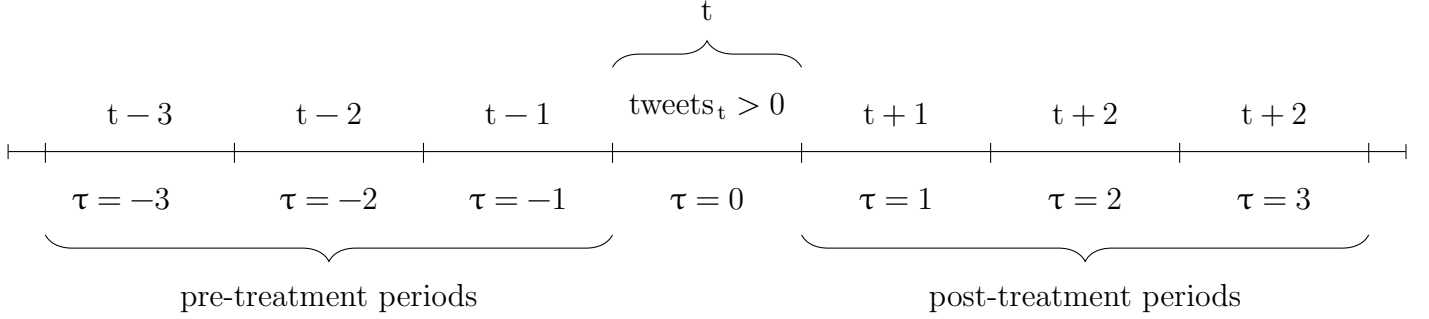 t
tweets_t > 0
t − 3 t − 2 t − 1 t + 1 t + 2 t + 2
τ = −3 τ = −2 τ = −1 τ = 0 τ = 1 τ = 2 τ = 3
pre-treatment periods post-treatment periods